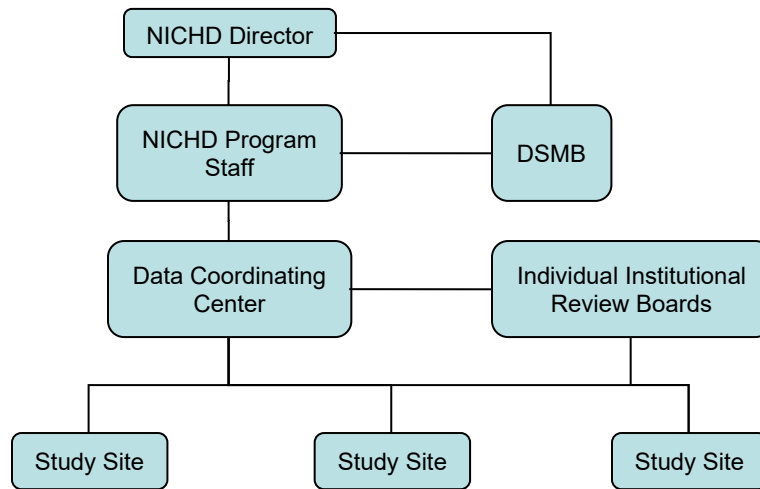 NICHD Director
NICHD Program
Staff
DSMB
Data Coordinating
Center
Individual Institutional
Review Boards
Study Site
Study Site
Study Site